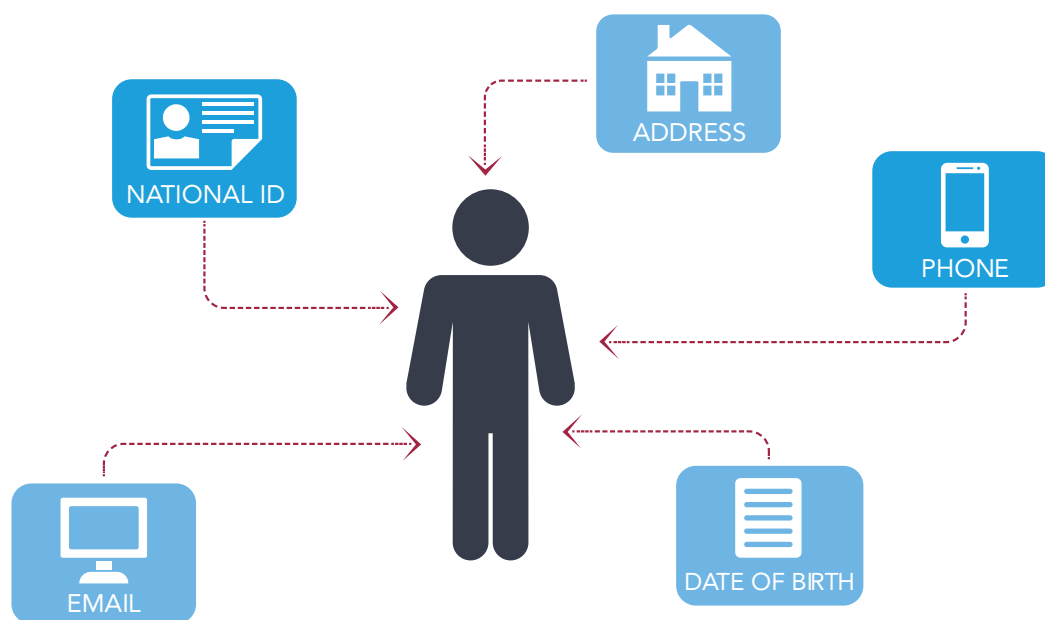 ADDRESS
NATIONAL ID
PHONE
DATE OF BIRTH
EMAIL